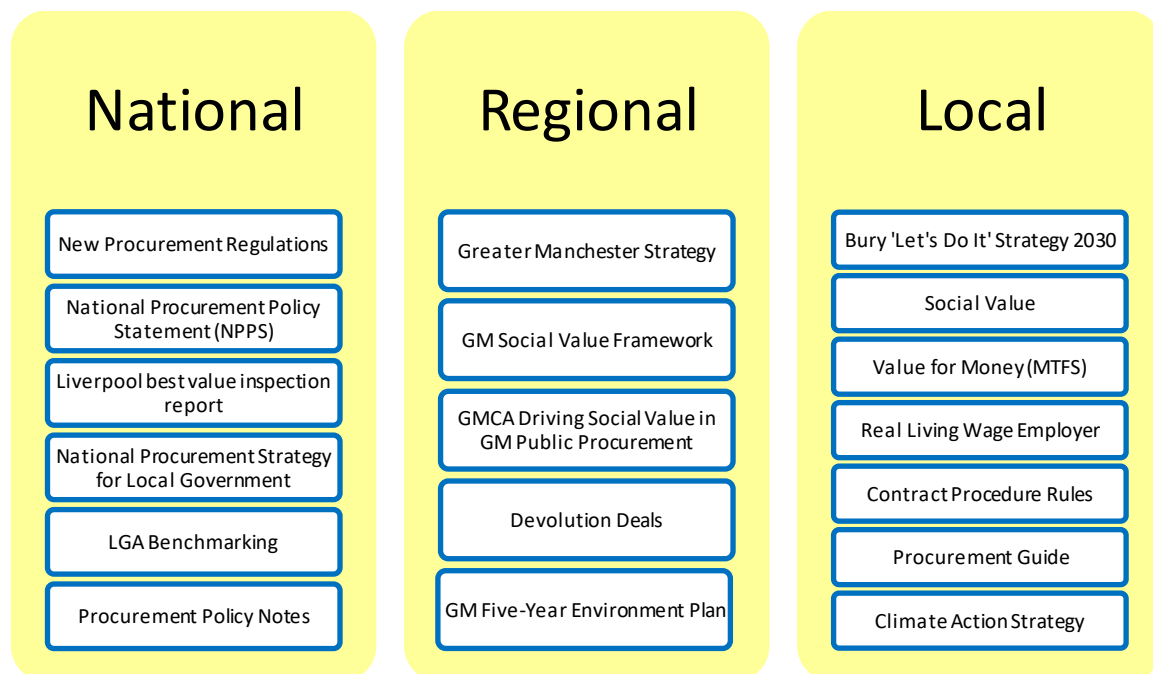 National
New Procurement Regulations
National Procurement Policy
Statement (NPPS)
Liverpool best value inspection
report
National Procurement Strategy
for Local Government
LGA Benchmarking
Procurement Policy Notes
Regional
Greater Manchester Strategy
GM Social Value Framework
GMCA Driving Social Value in
GM Public Procurement
Devolution Deals
GM Five-Year Environment Plan
Local
Bury 'Let's Do It' Strategy 2030
Social Value
Value for Money (MTFS)
Real Living Wage Employer
Contract Procedure Rules
Procurement Guide
Climate Action Strategy